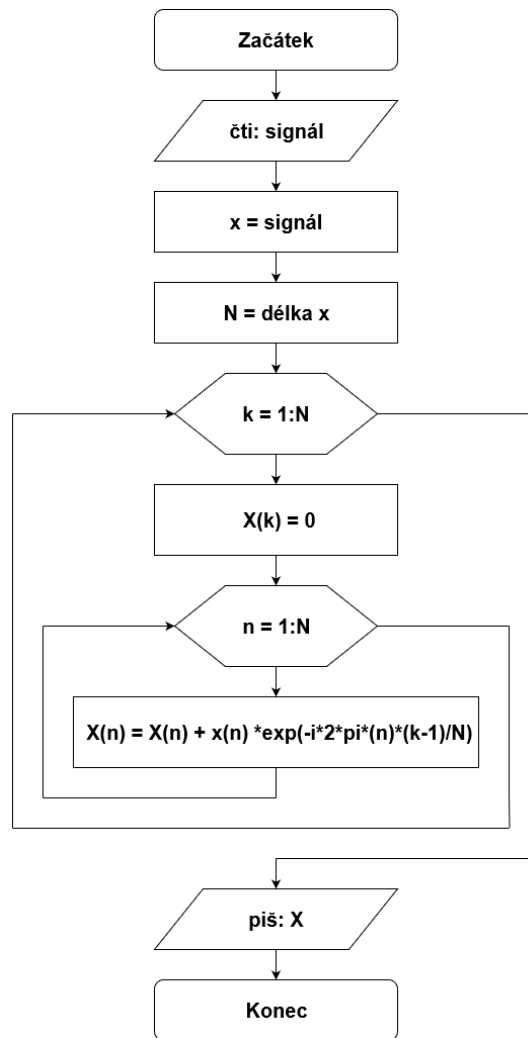 Začátek
čti: signál
x = signál
N = délka x
k = 1:N
X(k) = 0
n = 1:N
X(n) = X(n) + x(n) *exp(-i*2*pi*(n)*(k-1)/N)
piš: X
Konec